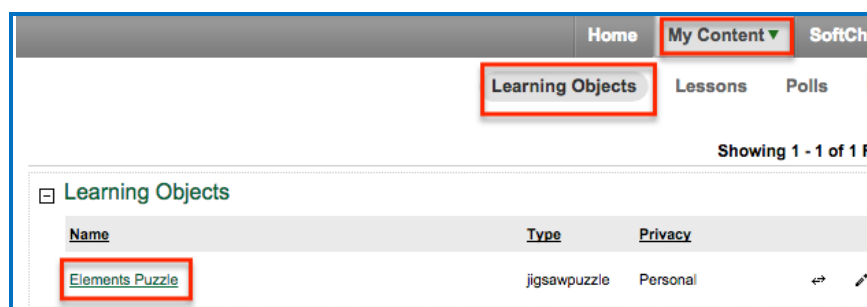 Home My Content SoftCh
Learning Objects Lessons Polls
Showing 1 - 1 of 1
Learning Objects
Name Type Privacy
Elements Puzzle jigsawpuzzle Personal